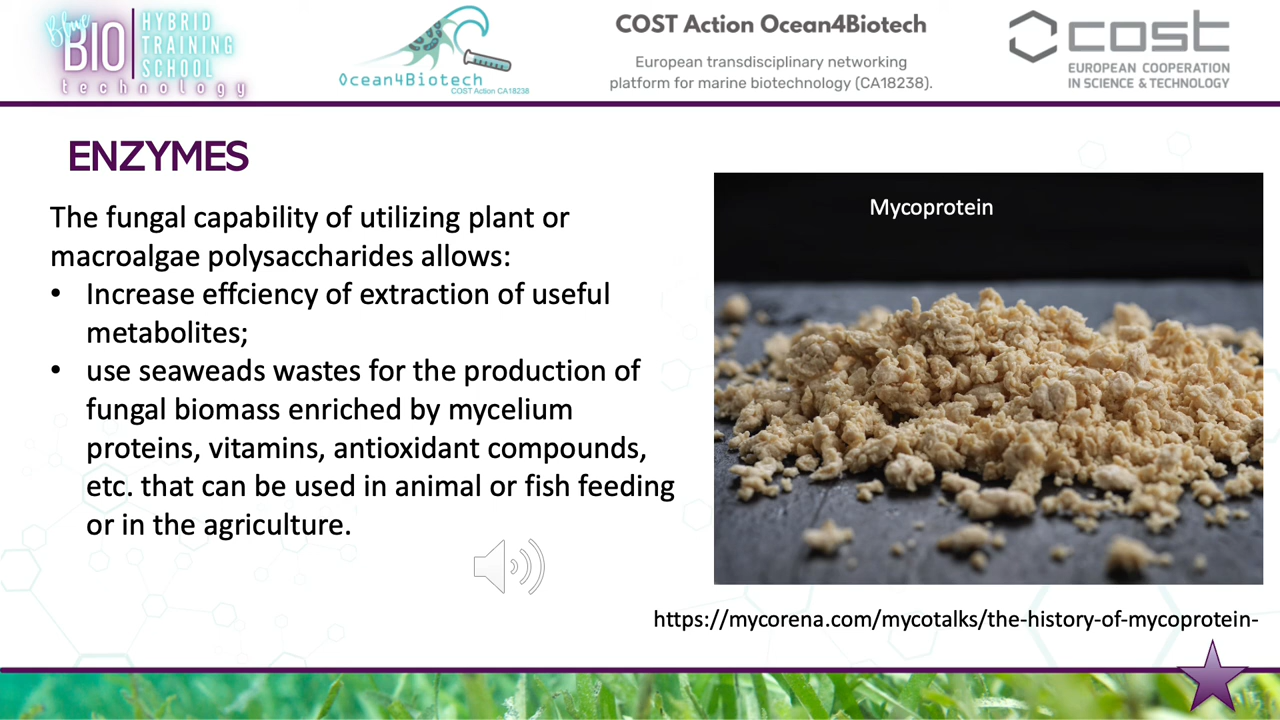 Blue
BIO
HYBRID
TRAINING
SCHOOL
technology
Ocean4Biotech
COST Action CA18238
COST Action Ocean4Biotech
European transdisciplinary networking
platform for marine biotechnology (CA18238).
cost
EUROPEAN COOPERATION
IN SCIENCE & TECHNOLOGY
ENZYMES
The fungal capability of utilizing plant or
macroalgae polysaccharides allows:
• Increase effciency of extraction of useful
metabolites;
• use seaweads wastes for the production of
fungal biomass enriched by mycelium
proteins, vitamins, antioxidant compounds,
etc. that can be used in animal or fish feeding
or in the agriculture.
Mycoprotein
https://mycorena.com/mycotalks/the-history-of-mycoprotein-